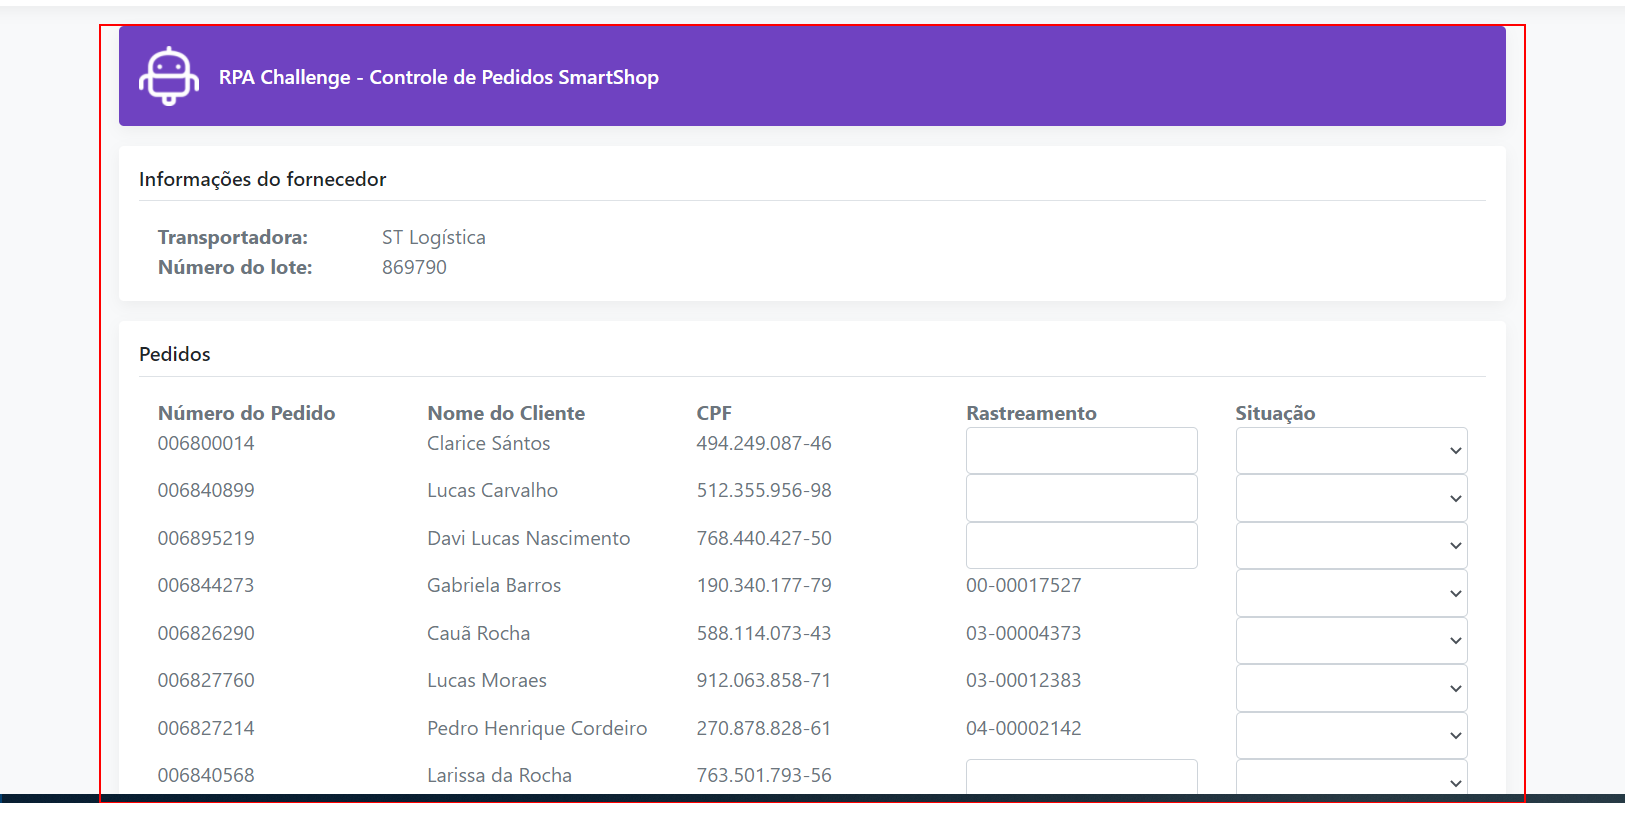 RPA Challenge - Controle de Pedidos SmartShop
Informações do fornecedor
Transportadora: ST Logística
Número do lote: 869790
Pedidos
Número do Pedido Nome do Cliente CPF Rastreamento Situação
006800014 Clarice Sántos 494.249.087-46
006840899 Lucas Carvalho 512.355.956-98
006895219 Davi Lucas Nascimento 768.440.427-50
006844273 Gabriela Barros 190.340.177-79 00-00017527
006826290 Cauã Rocha 588.114.073-43 03-00004373
006827760 Lucas Moraes 912.063.858-71 03-00012383
006827214 Pedro Henrique Cordeiro 270.878.828-61 04-00002142
006840568 Larissa da Rocha 763.501.793-56